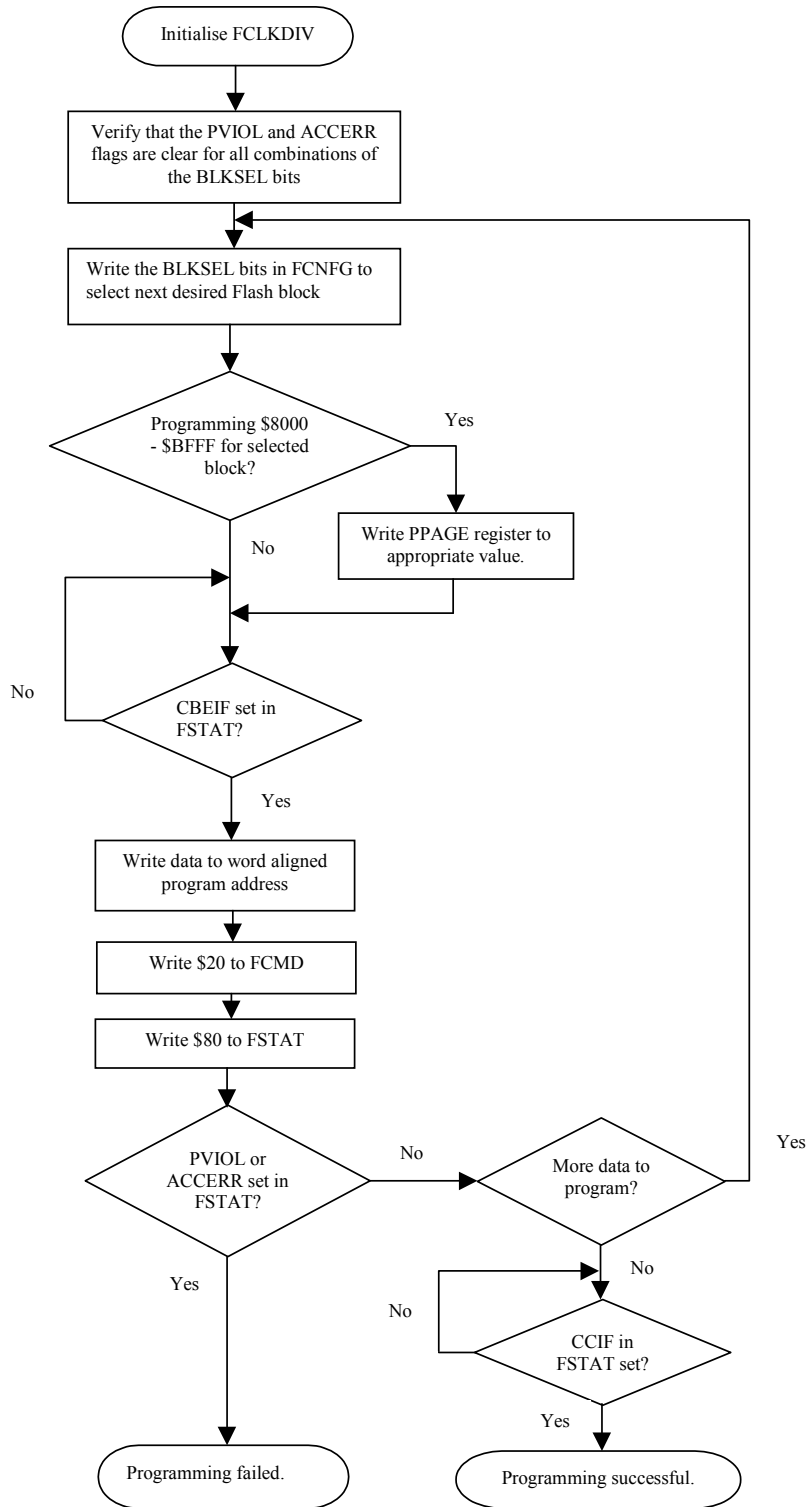 Initialise FCLKDIV
Verify that the PVIOL and ACCERR
flags are clear for all combinations of
the BLKSEL bits
Write the BLKSEL bits in FCNFG to
select next desired Flash block
Programming $8000
- $BFFF for selected
block?
Yes
Write PPAGE register to
appropriate value.
No
No
CBEIF set in
FSTAT?
Yes
Write data to word aligned
program address
Write $20 to FCMD
Write $80 to FSTAT
PVIOL or
ACCERR set in
FSTAT?
No
More data to
program?
Yes
Yes
No
No
CCIF in
FSTAT set?
Yes
Programming failed.
Programming successful.